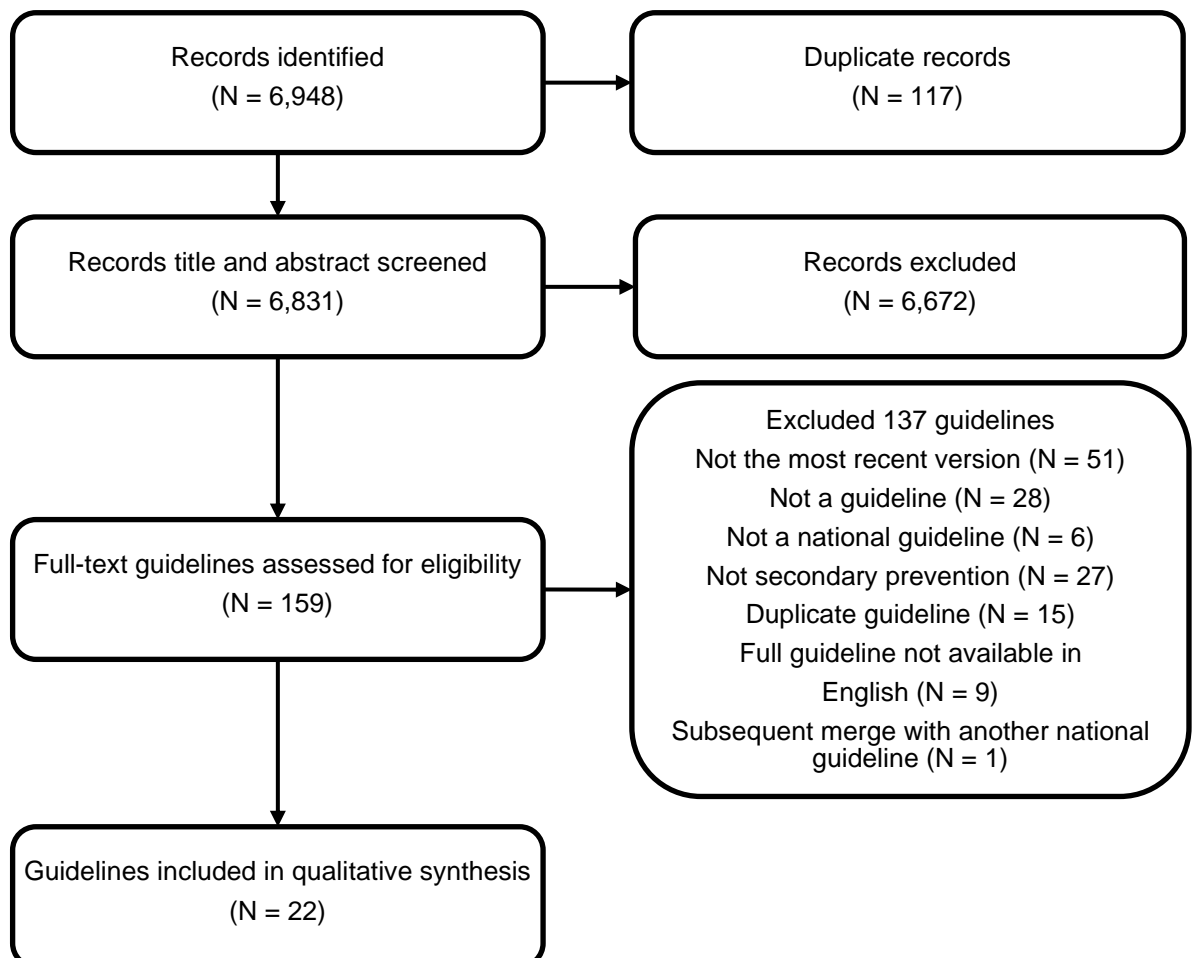 Records identified
(N = 6,948)
Duplicate records
(N = 117)
Records title and abstract screened
(N = 6,831)
Records excluded
(N = 6,672)
Full-text guidelines assessed for eligibility
(N = 159)
Excluded 137 guidelines
Not the most recent version (N = 51)
Not a guideline (N = 28)
Not a national guideline (N = 6)
Not secondary prevention (N = 27)
Duplicate guideline (N = 15)
Full guideline not available in
English (N = 9)
Subsequent merge with another national
guideline (N = 1)
Guidelines included in qualitative synthesis
(N = 22)